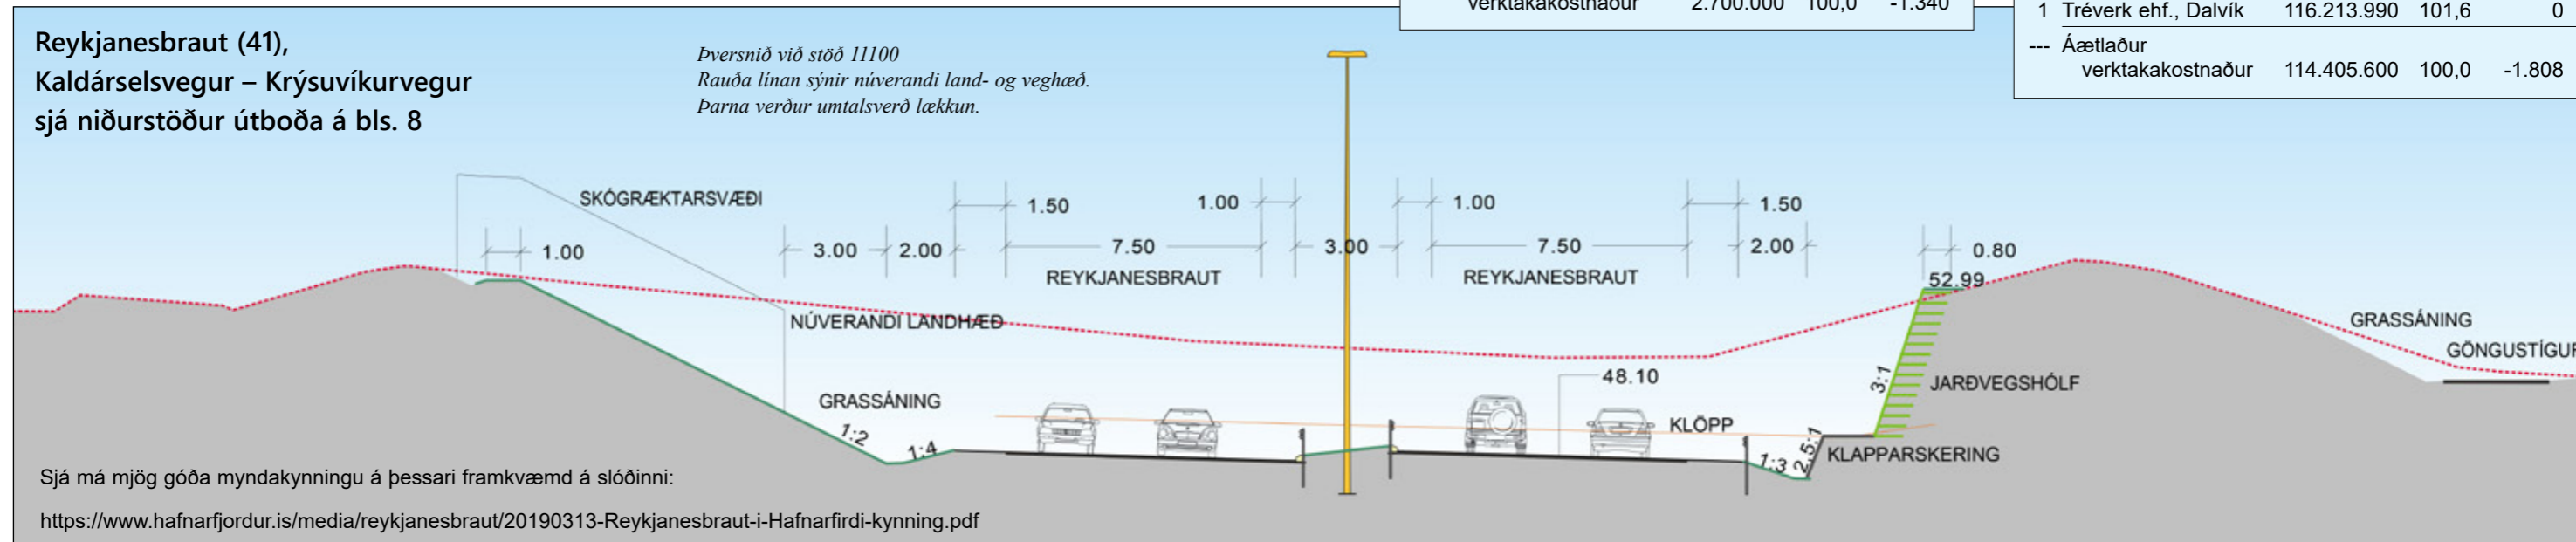 verktakakostnaður 2.700.000 100,0 -1.340
1 Tréverk ehf., Dalvík 116.213.990 101,6 0
--- Áætlaður
verktakakostnaður 114.405.600 100,0 -1.808
Reykjanesbraut (41),
Kaldárselsvegur – Krýsuvíkurvegur
sjá niðurstöður útboða á bls. 8
Þversnið við stöð 11100
Rauða línan sýnir núverandi land- og veghæð.
Þarna verður umtalsverð lækkun.
SKÓGRÆKTARSVÆÐI
1.50 1.00 1.00 1.50
1.00 3.00 2.00 7.50 3.00 7.50 2.00 0.80
REYKJANESBRAUT REYKJANESBRAUT 52.99
NÚVERANDI LANDHÆÐ GRASSÁNING
GÖNGUSTÍGUR
48.10 3:1 JARÐVEGSHÓLF
GRASSÁNING
1:2 1:4 KLÖPP
1:3 2,5:1 KLAPPARSKERING
Sjá má mjög góða myndakynningu á þessari framkvæmd á slóðinni:
https://www.hafnarfjordur.is/media/reykjanesbraut/20190313-Reykjanesbraut-i-Hafnarfirdi-kynning.pdf